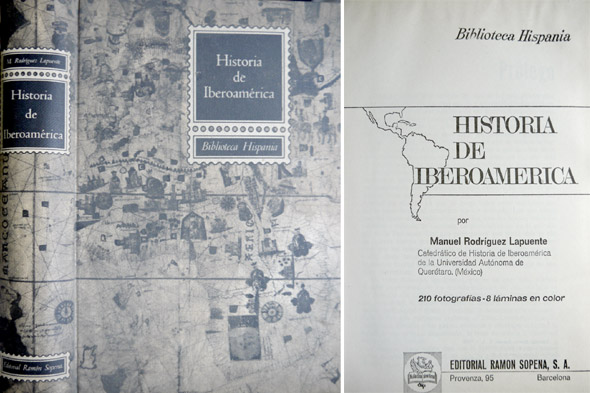 M. Rodríguez Lapuente
Historia
de
Iberoamérica
Editorial Ramón Sopena
Historia
de
Iberoamérica
Biblioteca Hispania
Biblioteca Hispania
HISTORIA
DE
IBEROAMERICA
por
Manuel Rodríguez Lapuente
Catedrático de Historia de Iberoamérica
de la Universidad Autónoma de
Querétaro. (México)
210 fotografías-8 láminas en color
EDITORIAL RAMON SOPENA, S. A.
Provenza, 95 Barcelona